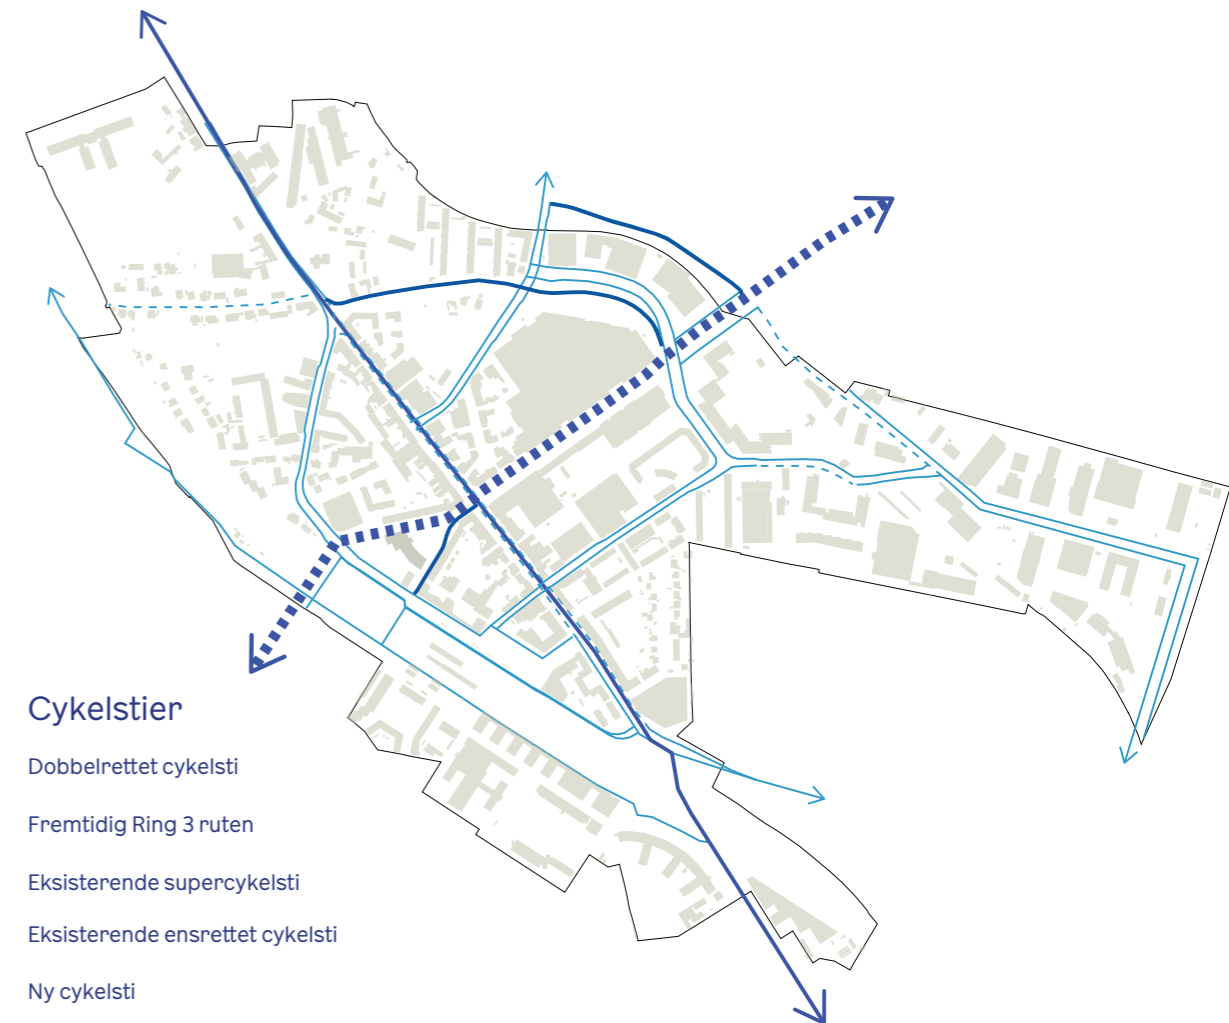 Cykelstier
Dobbelrettet cykelsti
Fremtidig Ring 3 ruten
Eksisterende supercykelsti
Eksisterende ensrettet cykelsti
Ny cykelsti